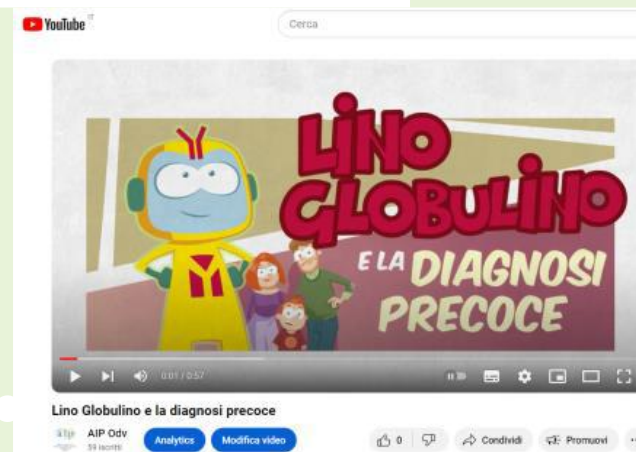 YouTube IT
Cerca
LINO
GLOBULINO
E LA DIAGNOSI
PRECOCE
0:01 / 0:57
Lino Globulino e la diagnosi precoce
AIP Odv
59 iscritti
Analytics
Modifica video
0
Condividi
Promuovi